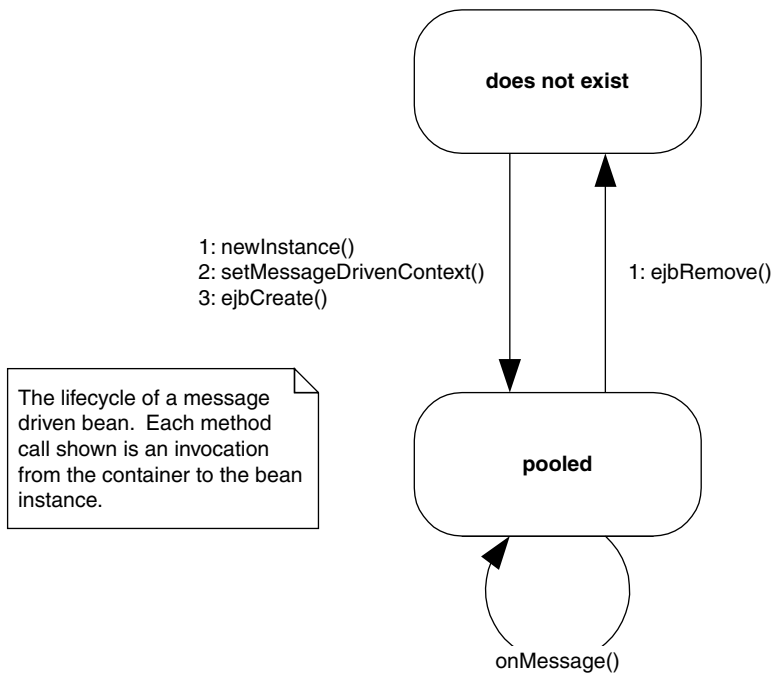 does not exist
1: newInstance()
2: setMessageDrivenContext()
3: ejbCreate()
1: ejbRemove()
The lifecycle of a message
driven bean.  Each method
call shown is an invocation
from the container to the bean
instance.
pooled
onMessage()